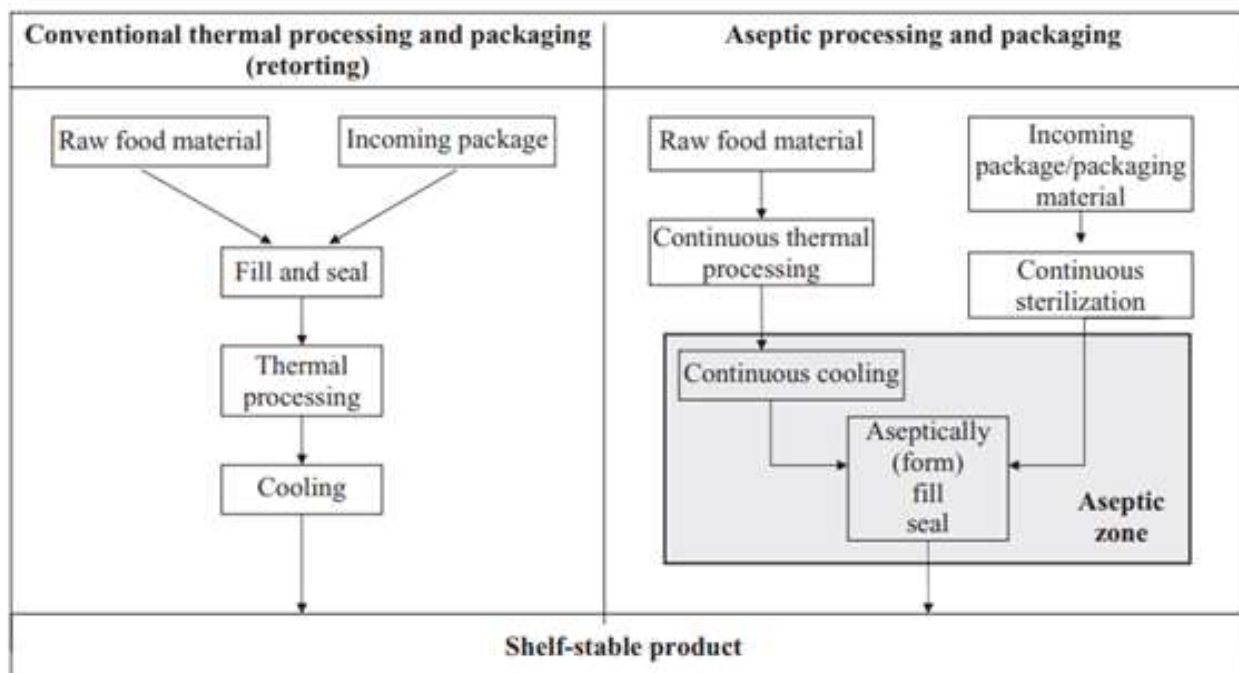 Conventional thermal processing and packaging
(retorting)
Aseptic processing and packaging
Raw food material
Incoming package
Fill and seal
Thermal
processing
Cooling
Raw food material
Incoming
package/packaging
material
Continuous thermal
processing
Continuous
sterilization
Continuous cooling
Aseptically
(form)
fill
seal
Aseptic
zone
Shelf-stable product